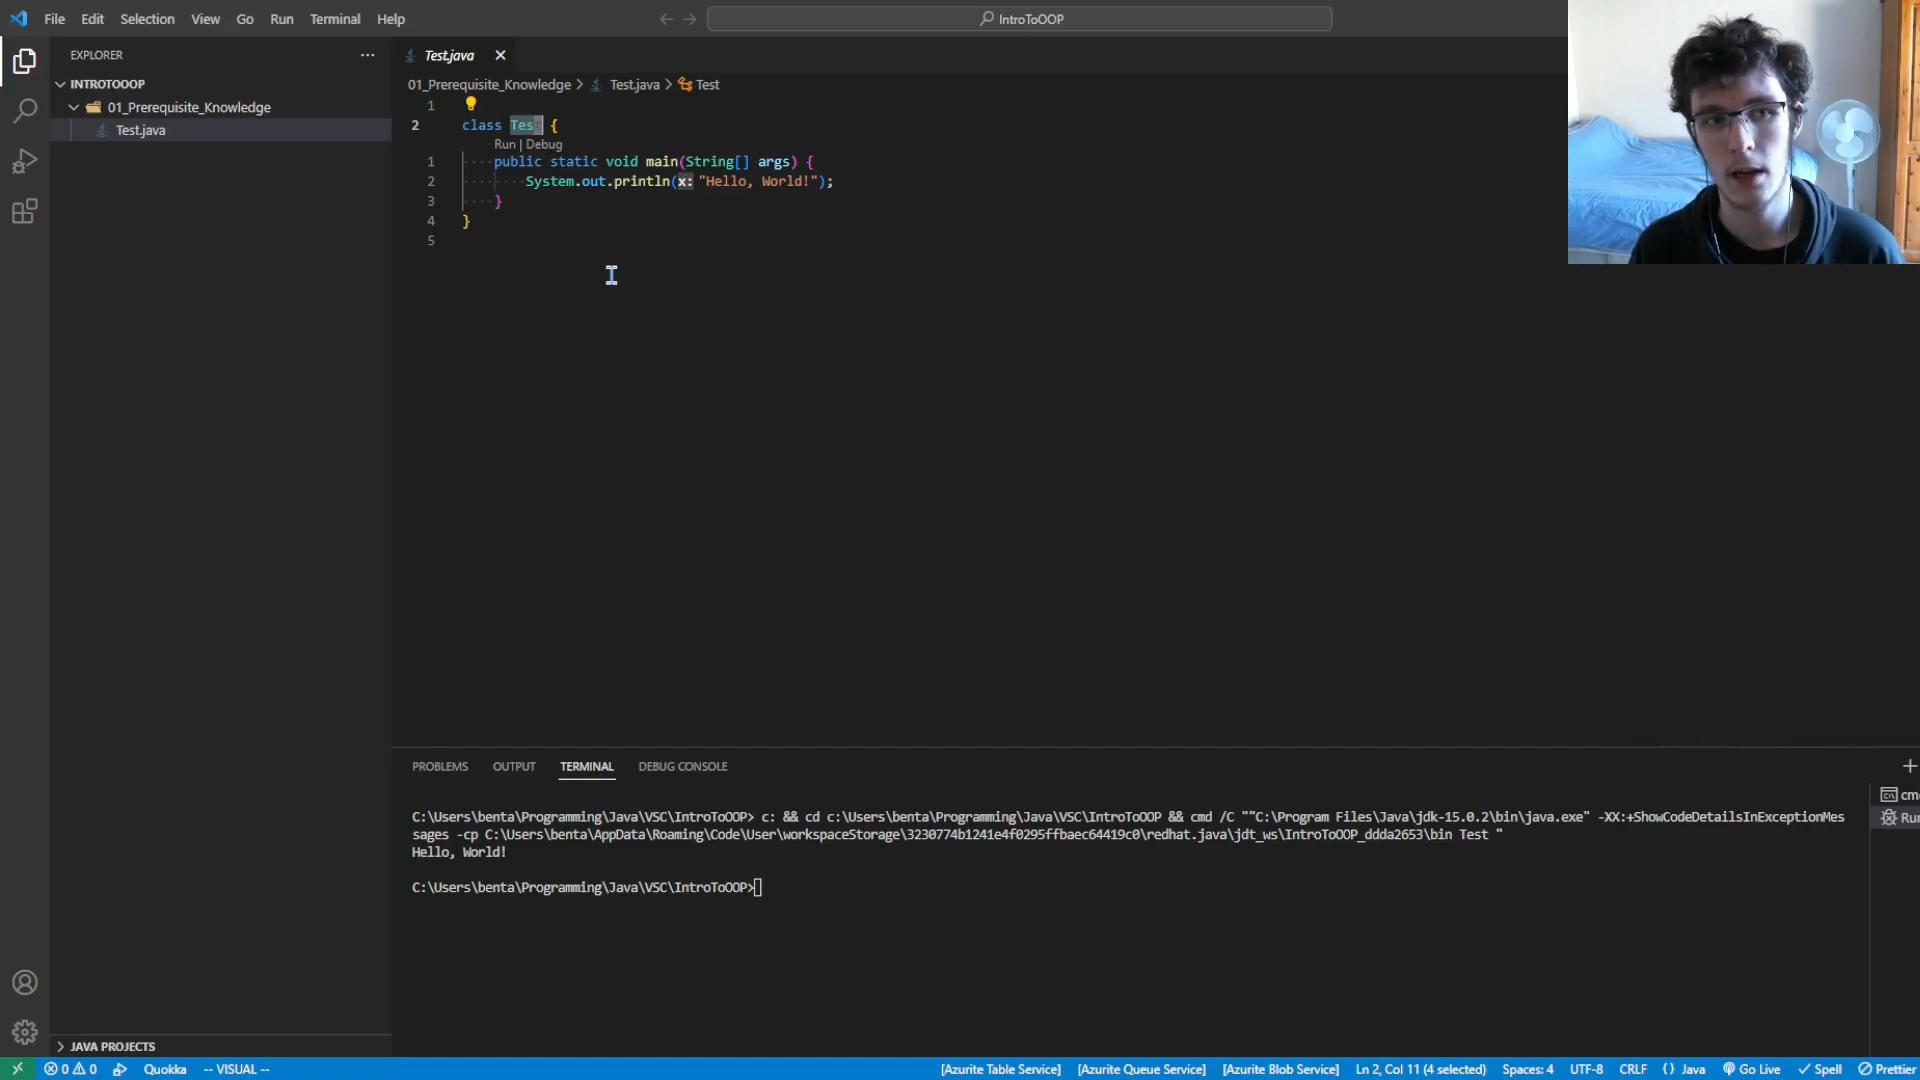 File Edit Selection View Go Run Terminal Help
IntroToOOP
EXPLORER
INTROTOOOP
01_Prerequisite_Knowledge
Test.java
Test.java
01_Prerequisite_Knowledge > Test.java > Test
1
2 class Test {
Run | Debug
1 public static void main(String[] args) {
2 System.out.println(x: "Hello, World!");
3 }
4 }
5
PROBLEMS OUTPUT TERMINAL DEBUG CONSOLE
C:\Users\benta\Programming\Java\VSC\IntroToOOP> c: && cd c:\Users\benta\Programming\Java\VSC\IntroToOOP && cmd /C ""C:\Program Files\Java\jdk-15.0.2\bin\java.exe" -XX:+ShowCodeDetailsInExceptionMes
sages -cp C:\Users\benta\AppData\Roaming\Code\User\workspaceStorage\3230774b1241e4f0295ffbaec64419c0\redhat.java\jdt_ws\IntroToOOP_ddda2653\bin Test "
Hello, World!
C:\Users\benta\Programming\Java\VSC\IntroToOOP>
cmd
Run
JAVA PROJECTS
0 0 Quokka -- VISUAL -- [Azurite Table Service] [Azurite Queue Service] [Azurite Blob Service] Ln 2, Col 11 (4 selected) Spaces: 4 UTF-8 CRLF {} Java Go Live Spell Prettier